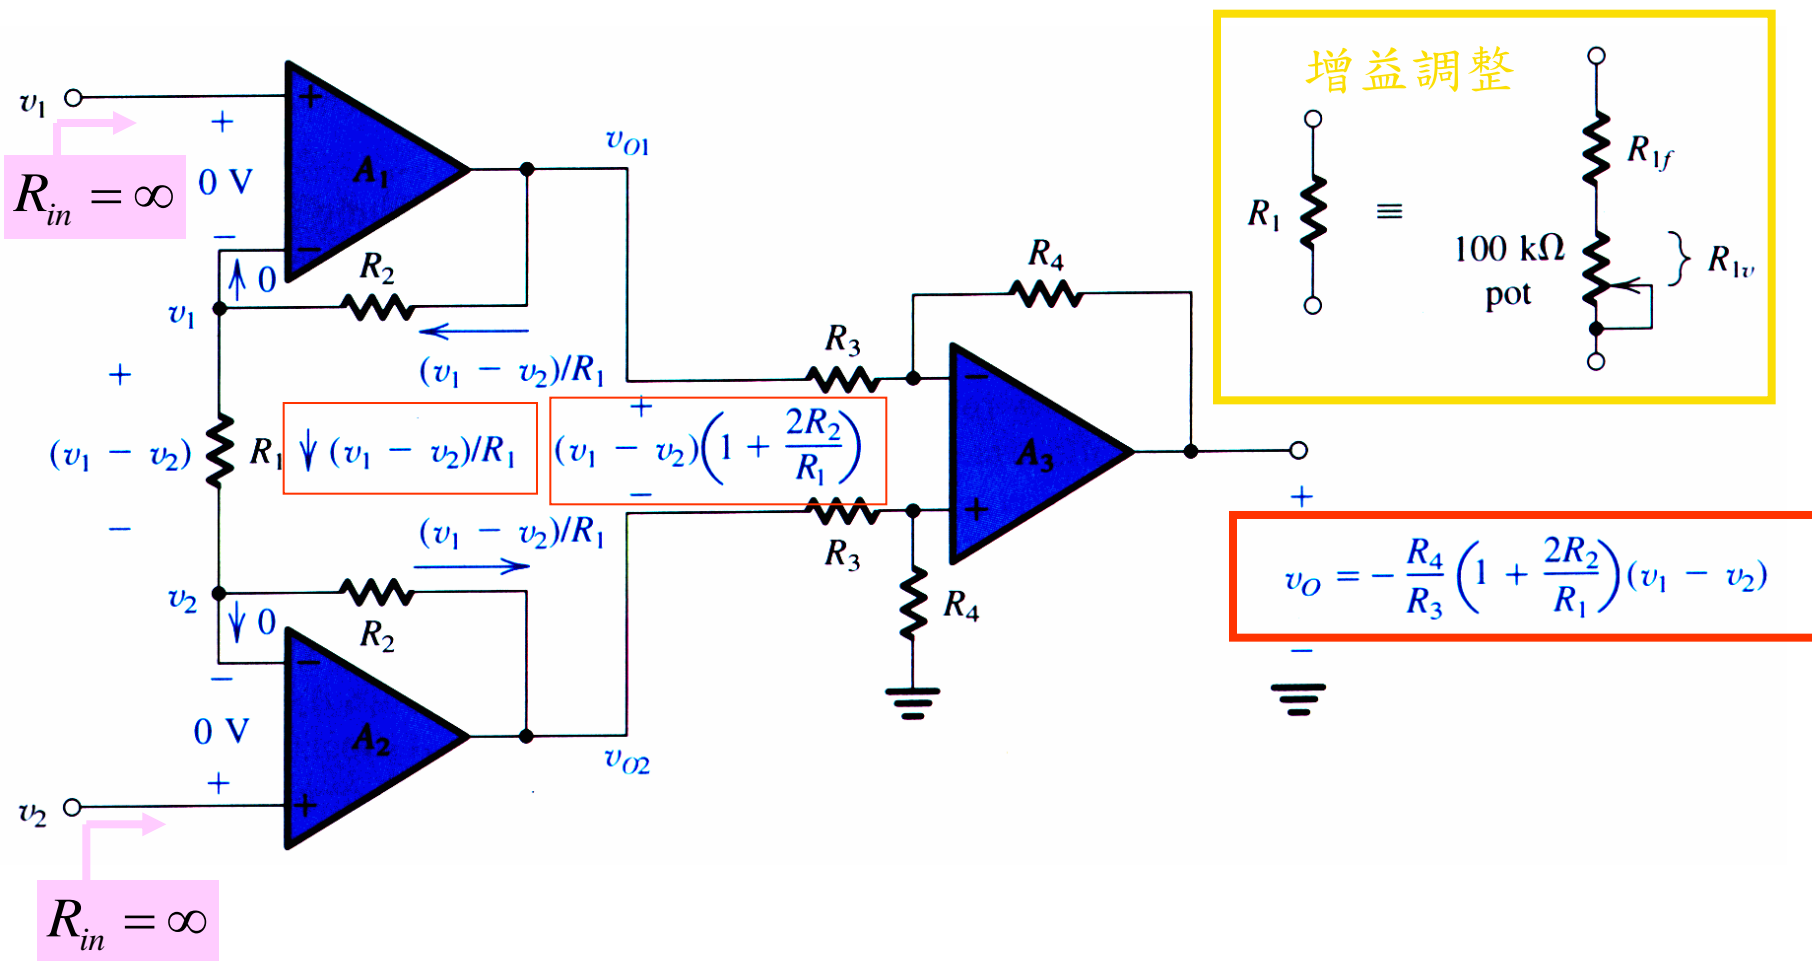 增益調整
v1
+
+
Rin = ∞
0 V
A1
vO1
−
−
0
R2
v1
(v1 − v2)/R1
+
(v1 − v2)
−
R1
(v1 − v2)/R1
+
(v1 − v2)(1 + 2R2/R1)
−
(v1 − v2)/R1
v2
0
R2
−
−
0 V
A2
vO2
+
+
v2
Rin = ∞
R3
R4
−
A3
+
R3
R4
R1
≡
R1f
100 kΩ
pot
} R1v
+
vO = − R4/R3 (1 + 2R2/R1)(v1 − v2)
−